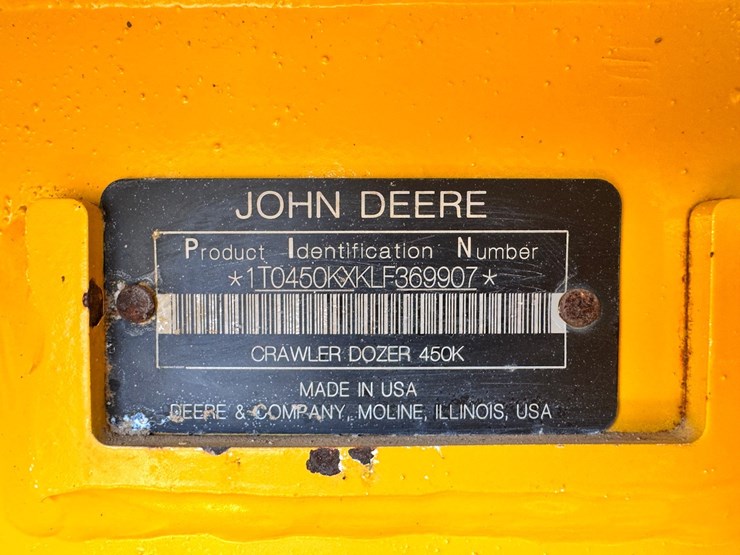 JOHN DEERE
Product Identification Number
*1T0450KXKLF369907*
CRAWLER DOZER 450K
MADE IN USA
DEERE & COMPANY, MOLINE, ILLINOIS, USA